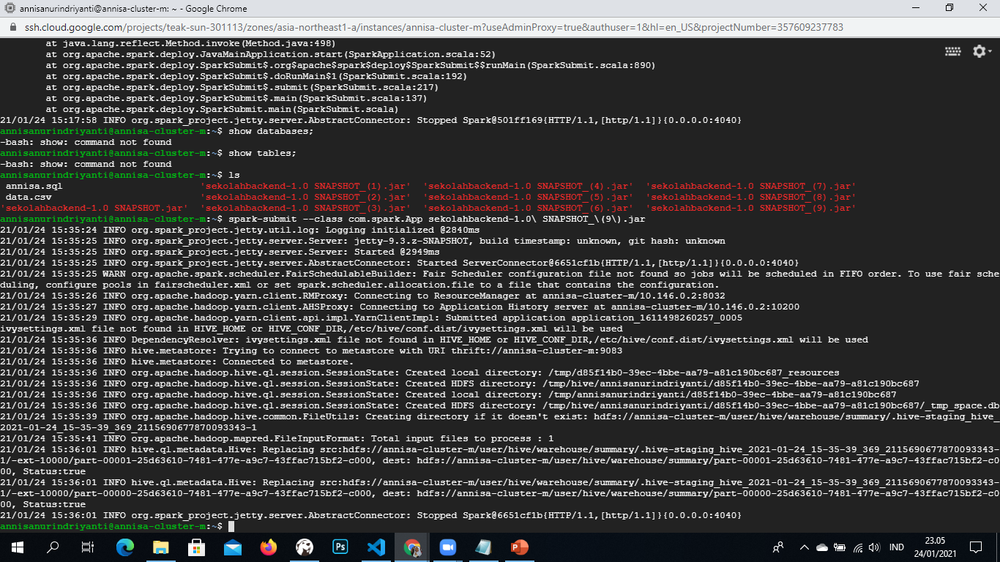 annisanurindriyanti@annisa-cluster-m: ~ - Google Chrome
ssh.cloud.google.com/projects/teak-sun-301113/zones/asia-northeast1-a/instances/annisa-cluster-m?useAdminProxy=true&authuser=1&hl=en_US&projectNumber=357609237783
at java.lang.reflect.Method.invoke(Method.java:498)
at org.apache.spark.deploy.JavaMainApplication.start(SparkApplication.scala:52)
at org.apache.spark.deploy.SparkSubmit$.org$apache$spark$deploy$SparkSubmit$$runMain(SparkSubmit.scala:890)
at org.apache.spark.deploy.SparkSubmit$.doRunMain$1(SparkSubmit.scala:192)
at org.apache.spark.deploy.SparkSubmit$.submit(SparkSubmit.scala:217)
at org.apache.spark.deploy.SparkSubmit$.main(SparkSubmit.scala:137)
at org.apache.spark.deploy.SparkSubmit.main(SparkSubmit.scala)
21/01/24 15:17:58 INFO org.spark_project.jetty.server.AbstractConnector: Stopped Spark@501ff169{HTTP/1.1,[http/1.1]}{0.0.0.0:4040}
annisanurindriyanti@annisa-cluster-m:~$ show databases;
-bash: show: command not found
annisanurindriyanti@annisa-cluster-m:~$ show tables;
-bash: show: command not found
annisanurindriyanti@annisa-cluster-m:~$ ls
annisa.sql 'sekolahbackend-1.0 SNAPSHOT_(1).jar' 'sekolahbackend-1.0 SNAPSHOT_(4).jar' 'sekolahbackend-1.0 SNAPSHOT_(7).jar'
data.csv 'sekolahbackend-1.0 SNAPSHOT_(2).jar' 'sekolahbackend-1.0 SNAPSHOT_(5).jar' 'sekolahbackend-1.0 SNAPSHOT_(8).jar'
'sekolahbackend-1.0 SNAPSHOT.jar' 'sekolahbackend-1.0 SNAPSHOT_(3).jar' 'sekolahbackend-1.0 SNAPSHOT_(6).jar' 'sekolahbackend-1.0 SNAPSHOT_(9).jar'
annisanurindriyanti@annisa-cluster-m:~$ spark-submit --class com.spark.App sekolahbackend-1.0\ SNAPSHOT_\(9\).jar
21/01/24 15:35:24 INFO org.spark_project.jetty.util.log: Logging initialized @2840ms
21/01/24 15:35:25 INFO org.spark_project.jetty.server.Server: jetty-9.3.z-SNAPSHOT, build timestamp: unknown, git hash: unknown
21/01/24 15:35:25 INFO org.spark_project.jetty.server.Server: Started @2949ms
21/01/24 15:35:25 INFO org.spark_project.jetty.server.AbstractConnector: Started ServerConnector@6651cf1b{HTTP/1.1,[http/1.1]}{0.0.0.0:4040}
21/01/24 15:35:25 WARN org.apache.spark.scheduler.FairSchedulableBuilder: Fair Scheduler configuration file not found so jobs will be scheduled in FIFO order. To use fair sche
duling, configure pools in fairscheduler.xml or set spark.scheduler.allocation.file to a file that contains the configuration.
21/01/24 15:35:26 INFO org.apache.hadoop.yarn.client.RMProxy: Connecting to ResourceManager at annisa-cluster-m/10.146.0.2:8032
21/01/24 15:35:27 INFO org.apache.hadoop.yarn.client.AHSProxy: Connecting to Application History server at annisa-cluster-m/10.146.0.2:10200
21/01/24 15:35:29 INFO org.apache.hadoop.yarn.client.api.impl.YarnClientImpl: Submitted application application_1611498260257_0005
ivysettings.xml file not found in HIVE_HOME or HIVE_CONF_DIR,/etc/hive/conf.dist/ivysettings.xml will be used
21/01/24 15:35:36 INFO DependencyResolver: ivysettings.xml file not found in HIVE_HOME or HIVE_CONF_DIR,/etc/hive/conf.dist/ivysettings.xml will be used
21/01/24 15:35:36 INFO hive.metastore: Trying to connect to metastore with URI thrift://annisa-cluster-m:9083
21/01/24 15:35:36 INFO hive.metastore: Connected to metastore.
21/01/24 15:35:36 INFO org.apache.hadoop.hive.ql.session.SessionState: Created local directory: /tmp/d85f14b0-39ec-4bbe-aa79-a81c190bc687_resources
21/01/24 15:35:36 INFO org.apache.hadoop.hive.ql.session.SessionState: Created HDFS directory: /tmp/hive/annisanurindriyanti/d85f14b0-39ec-4bbe-aa79-a81c190bc687
21/01/24 15:35:36 INFO org.apache.hadoop.hive.ql.session.SessionState: Created local directory: /tmp/annisanurindriyanti/d85f14b0-39ec-4bbe-aa79-a81c190bc687
21/01/24 15:35:36 INFO org.apache.hadoop.hive.ql.session.SessionState: Created HDFS directory: /tmp/hive/annisanurindriyanti/d85f14b0-39ec-4bbe-aa79-a81c190bc687/_tmp_space.db
21/01/24 15:35:39 INFO org.apache.hadoop.hive.common.FileUtils: Creating directory if it doesn't exist: hdfs://annisa-cluster-m/user/hive/warehouse/summary/.hive-staging_hive_
2021-01-24_15-35-39_369_2115690677870093343-1
21/01/24 15:35:41 INFO org.apache.hadoop.mapred.FileInputFormat: Total input files to process : 1
21/01/24 15:36:01 INFO hive.ql.metadata.Hive: Replacing src:hdfs://annisa-cluster-m/user/hive/warehouse/summary/.hive-staging_hive_2021-01-24_15-35-39_369_2115690677870093343-
1/-ext-10000/part-00001-25d63610-7481-477e-a9c7-43ffac715bf2-c000, dest: hdfs://annisa-cluster-m/user/hive/warehouse/summary/part-00001-25d63610-7481-477e-a9c7-43ffac715bf2-c0
00, Status:true
21/01/24 15:36:01 INFO hive.ql.metadata.Hive: Replacing src:hdfs://annisa-cluster-m/user/hive/warehouse/summary/.hive-staging_hive_2021-01-24_15-35-39_369_2115690677870093343-
1/-ext-10000/part-00000-25d63610-7481-477e-a9c7-43ffac715bf2-c000, dest: hdfs://annisa-cluster-m/user/hive/warehouse/summary/part-00000-25d63610-7481-477e-a9c7-43ffac715bf2-c0
00, Status:true
21/01/24 15:36:01 INFO org.spark_project.jetty.server.AbstractConnector: Stopped Spark@6651cf1b{HTTP/1.1,[http/1.1]}{0.0.0.0:4040}
annisanurindriyanti@annisa-cluster-m:~$
Ps
IND
23.05
24/01/2021